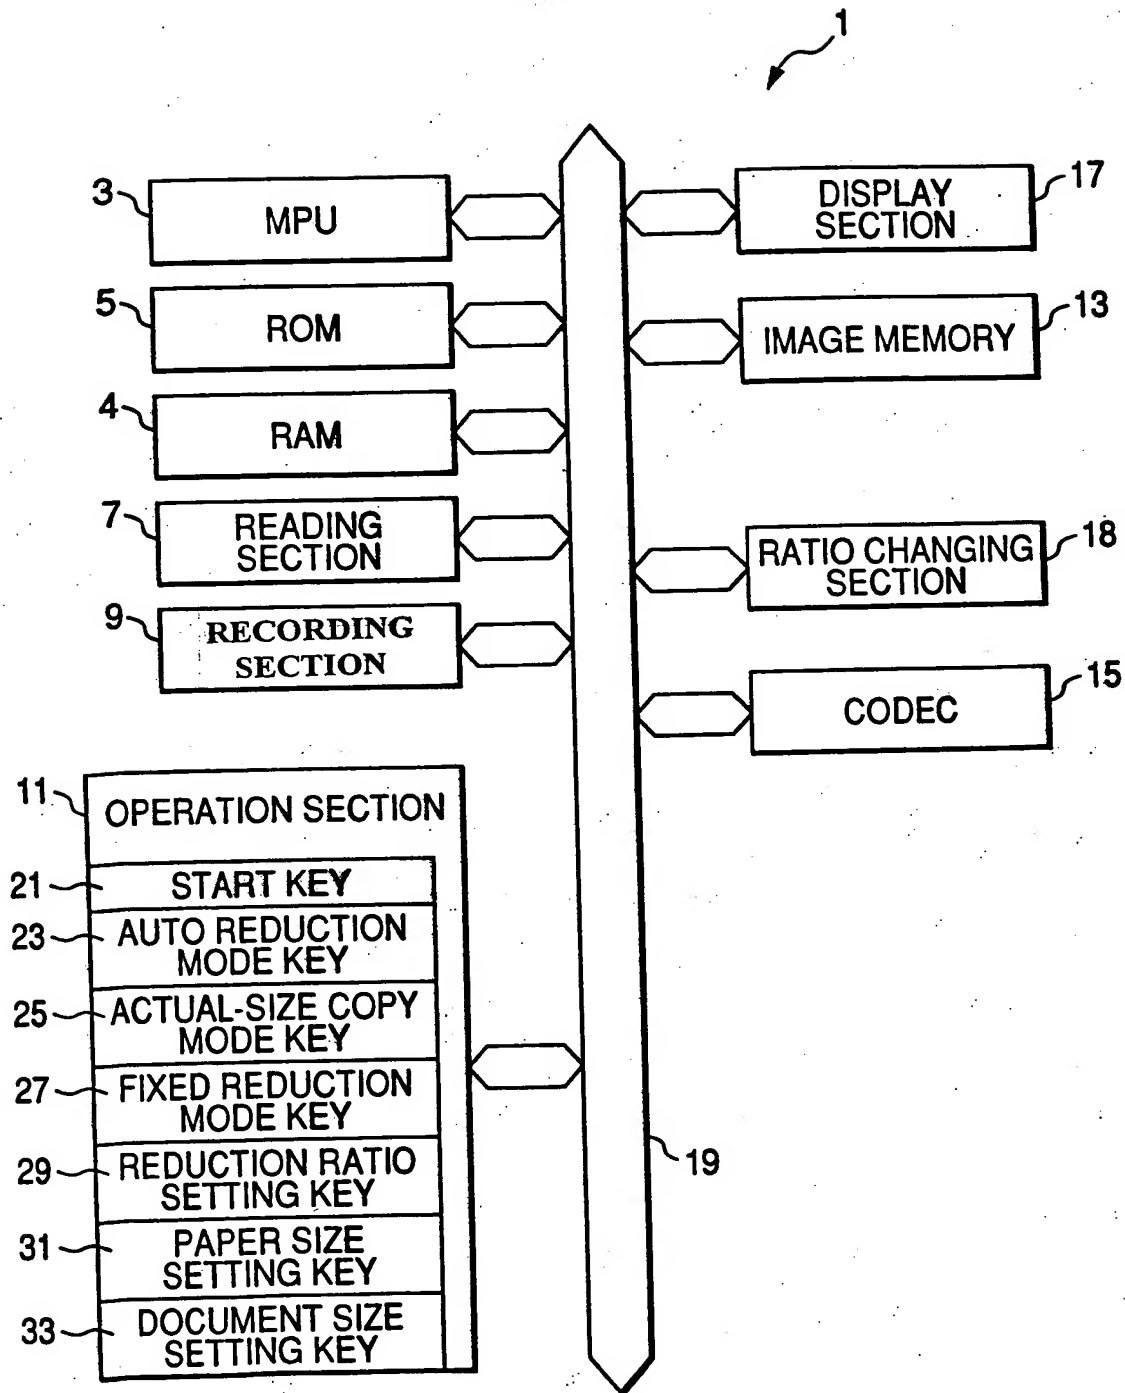 1
3
MPU
5
ROM
4
RAM
7
READING
SECTION
9
RECORDING
SECTION
11
OPERATION SECTION
21
START KEY
23
AUTO REDUCTION
MODE KEY
25
ACTUAL-SIZE COPY
MODE KEY
27
FIXED REDUCTION
MODE KEY
29
REDUCTION RATIO
SETTING KEY
31
PAPER SIZE
SETTING KEY
33
DOCUMENT SIZE
SETTING KEY
DISPLAY
SECTION
17
IMAGE MEMORY
13
RATIO CHANGING
SECTION
18
CODEC
15
19